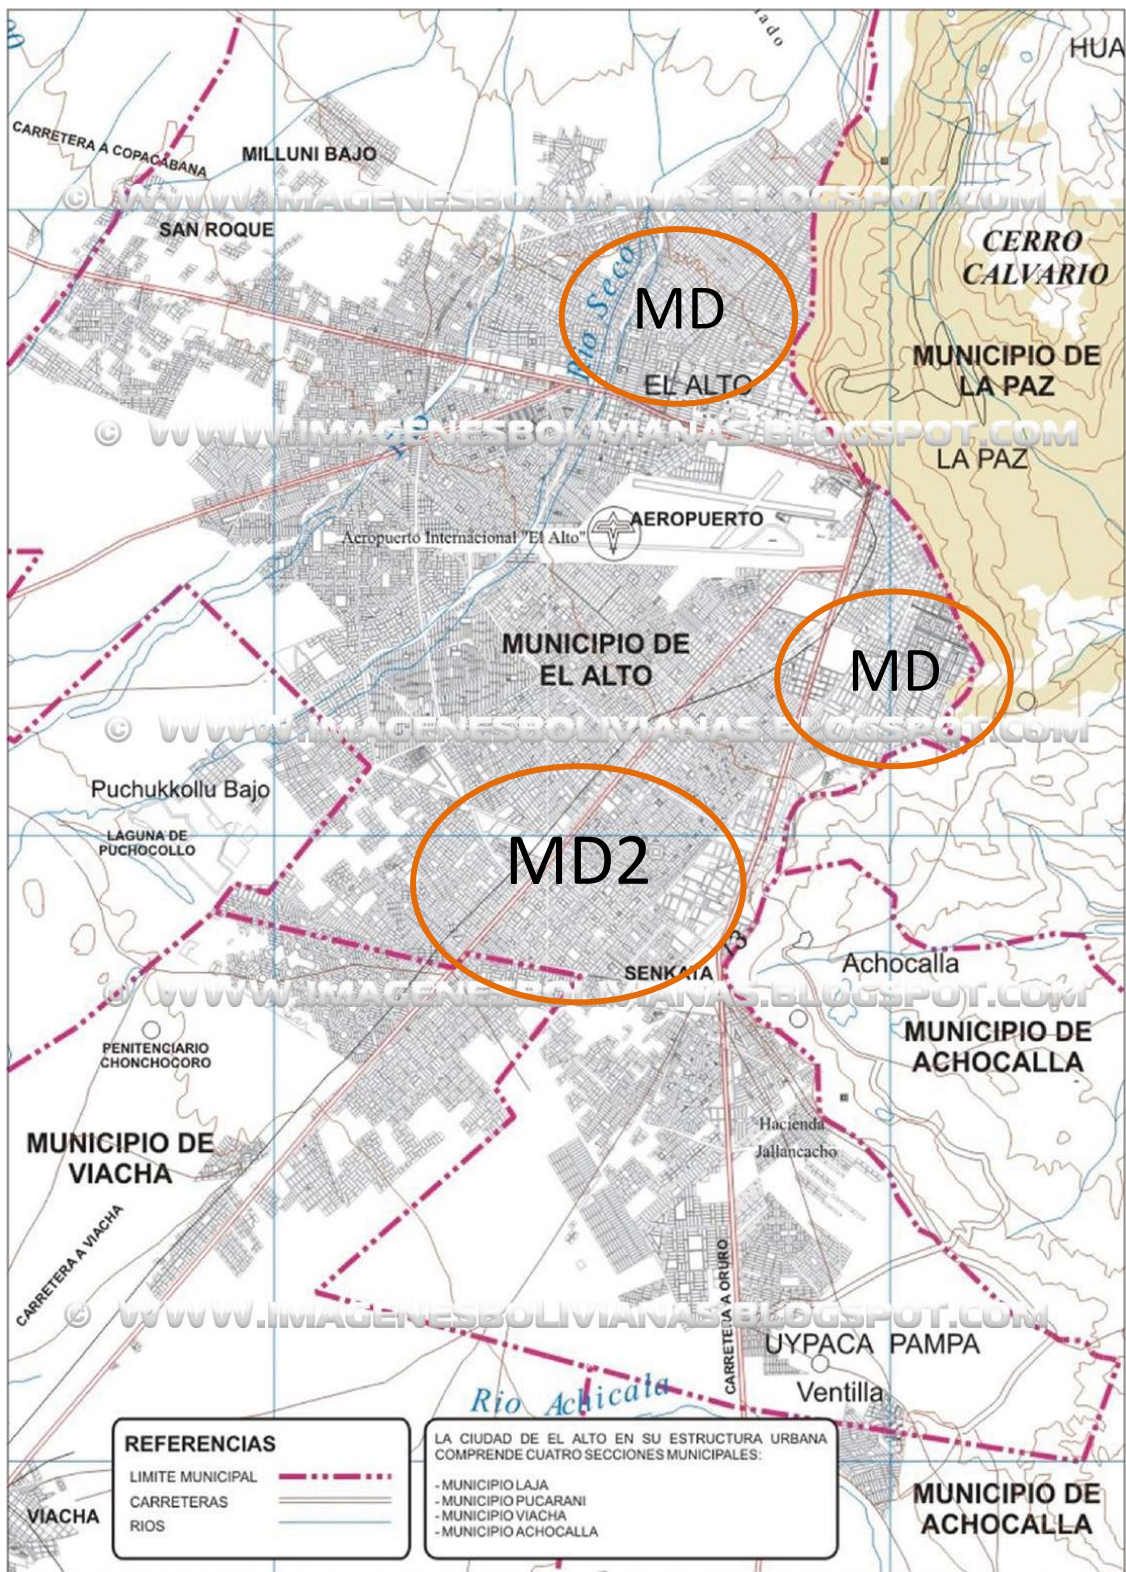 HUA
CARRETERA A COPACABANA
MILLUNI BAJO
© WWW.IMAGENESBOLIVIANAS.BLOGSPOT.COM
SAN ROQUE
CERRO
CALVARIO
Rio Seco
MD
MUNICIPIO DE
LA PAZ
EL ALTO
© WWW.IMAGENESBOLIVIANAS.BLOGSPOT.COM
LA PAZ
AEROPUERTO
Aeropuerto Internacional "El Alto"
MUNICIPIO DE
EL ALTO
MD
© WWW.IMAGENESBOLIVIANAS.BLOGSPOT.COM
Puchukkollu Bajo
LAGUNA DE
PUCHOCOLLO
MD2
Achocalla
SENKATA
© WWW.IMAGENESBOLIVIANAS.BLOGSPOT.COM
PENITENCIARIO
CHONCHOCORO
MUNICIPIO DE
ACHOCALLA
Hacienda
Jallancacho
MUNICIPIO DE
VIACHA
CARRETERA A VIACHA
CARRETERA A ORURO
© WWW.IMAGENESBOLIVIANAS.BLOGSPOT.COM
UYPACA PAMPA
Ventilla
Rio Achicala
REFERENCIAS
LIMITE MUNICIPAL
CARRETERAS
RIOS
LA CIUDAD DE EL ALTO EN SU ESTRUCTURA URBANA
COMPRENDE CUATRO SECCIONES MUNICIPALES:
- MUNICIPIO LAJA
- MUNICIPIO PUCARANI
- MUNICIPIO VIACHA
- MUNICIPIO ACHOCALLA
VIACHA
MUNICIPIO DE
ACHOCALLA